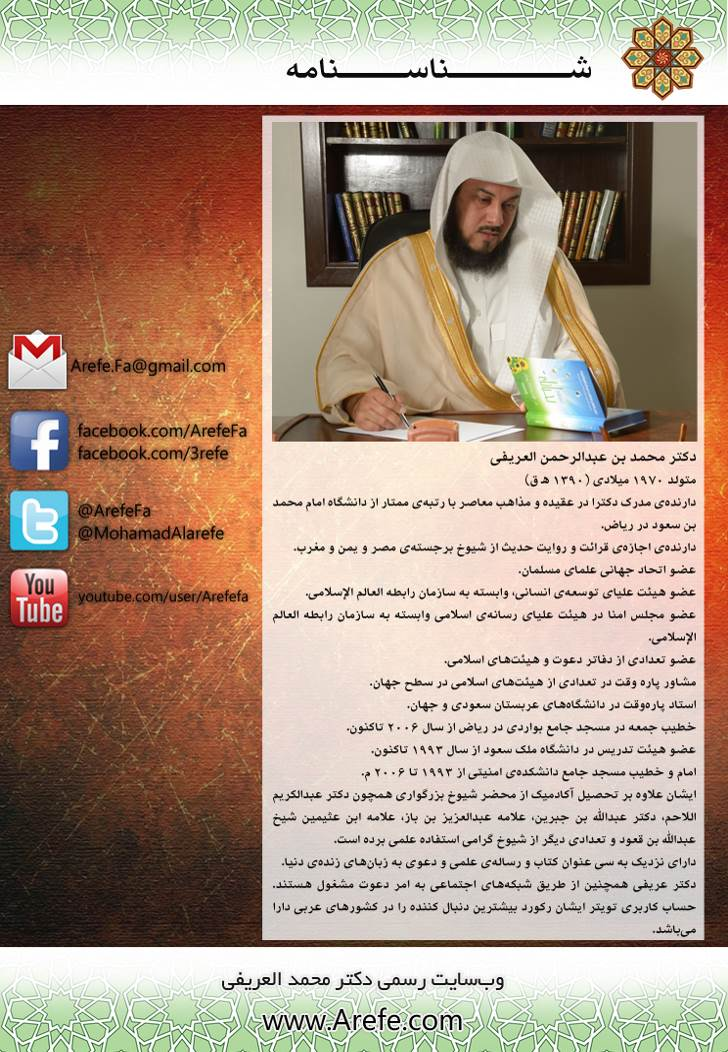 شـــــــناســـــــنامه
Arefe.Fa@gmail.com
facebook.com/ArefeFa
facebook.com/3refe
@ArefeFa
@MohamadAlarefe
You
Tube
youtube.com/user/Arefefa
دکتر محمد بن عبدالرحمن العریفی
متولد ۱۹۷۰ میلادی (۱۳۹۰ ه ق)
دارنده‌ی مدرک دکترا در عقیده و مذاهب معاصر با رتبه‌ی ممتاز از دانشگاه امام محمد
بن سعود در ریاض.
دارنده‌ی اجازه‌ی قرائت و روایت حدیث از شیوخ برجسته‌ی مصر و یمن و مغرب.
عضو اتحاد جهانی علمای مسلمان.
عضو هیئت علیای توسعه‌ی انسانی، وابسته به سازمان رابطه العالم الإسلامی.
عضو مجلس امنا در هیئت علیای رسانه‌ی اسلامی وابسته به سازمان رابطه العالم
الإسلامی.
عضو تعدادی از دفاتر دعوت و هیئت‌های اسلامی.
مشاور پاره وقت در تعدادی از هیئت‌های اسلامی در سطح جهان.
استاد پاره‌وقت در دانشگاه‌های عربستان سعودی و جهان.
خطیب جمعه در مسجد جامع بواردی در ریاض از سال ۲۰۰۶ تاکنون.
عضو هیئت تدریس در دانشگاه ملک سعود از سال ۱۹۹۳ تاکنون.
امام و خطیب مسجد جامع دانشکده‌ی امنیتی از ۱۹۹۳ تا ۲۰۰۶ م.
ایشان علاوه بر تحصیل آکادمیک از محضر شیوخ بزرگواری همچون دکتر عبدالکریم
اللاحم، دکتر عبدالله بن جبرین، علامه عبدالعزیز بن باز، علامه ابن عثیمین شیخ
عبدالله بن قعود و تعدادی دیگر از شیوخ گرامی استفاده علمی برده است.
دارای نزدیک به سی عنوان کتاب و رساله‌ی علمی و دعوی به زبان‌های زنده‌ی دنیا.
دکتر عریفی همچنین از طریق شبکه‌های اجتماعی به امر دعوت مشغول هستند.
حساب کاربری تویتر ایشان رکورد بیشترین دنبال کننده را در کشورهای عربی دارا
می‌باشد.
وب‌سایت رسمی دکتر محمد العریفی
www.Arefe.com